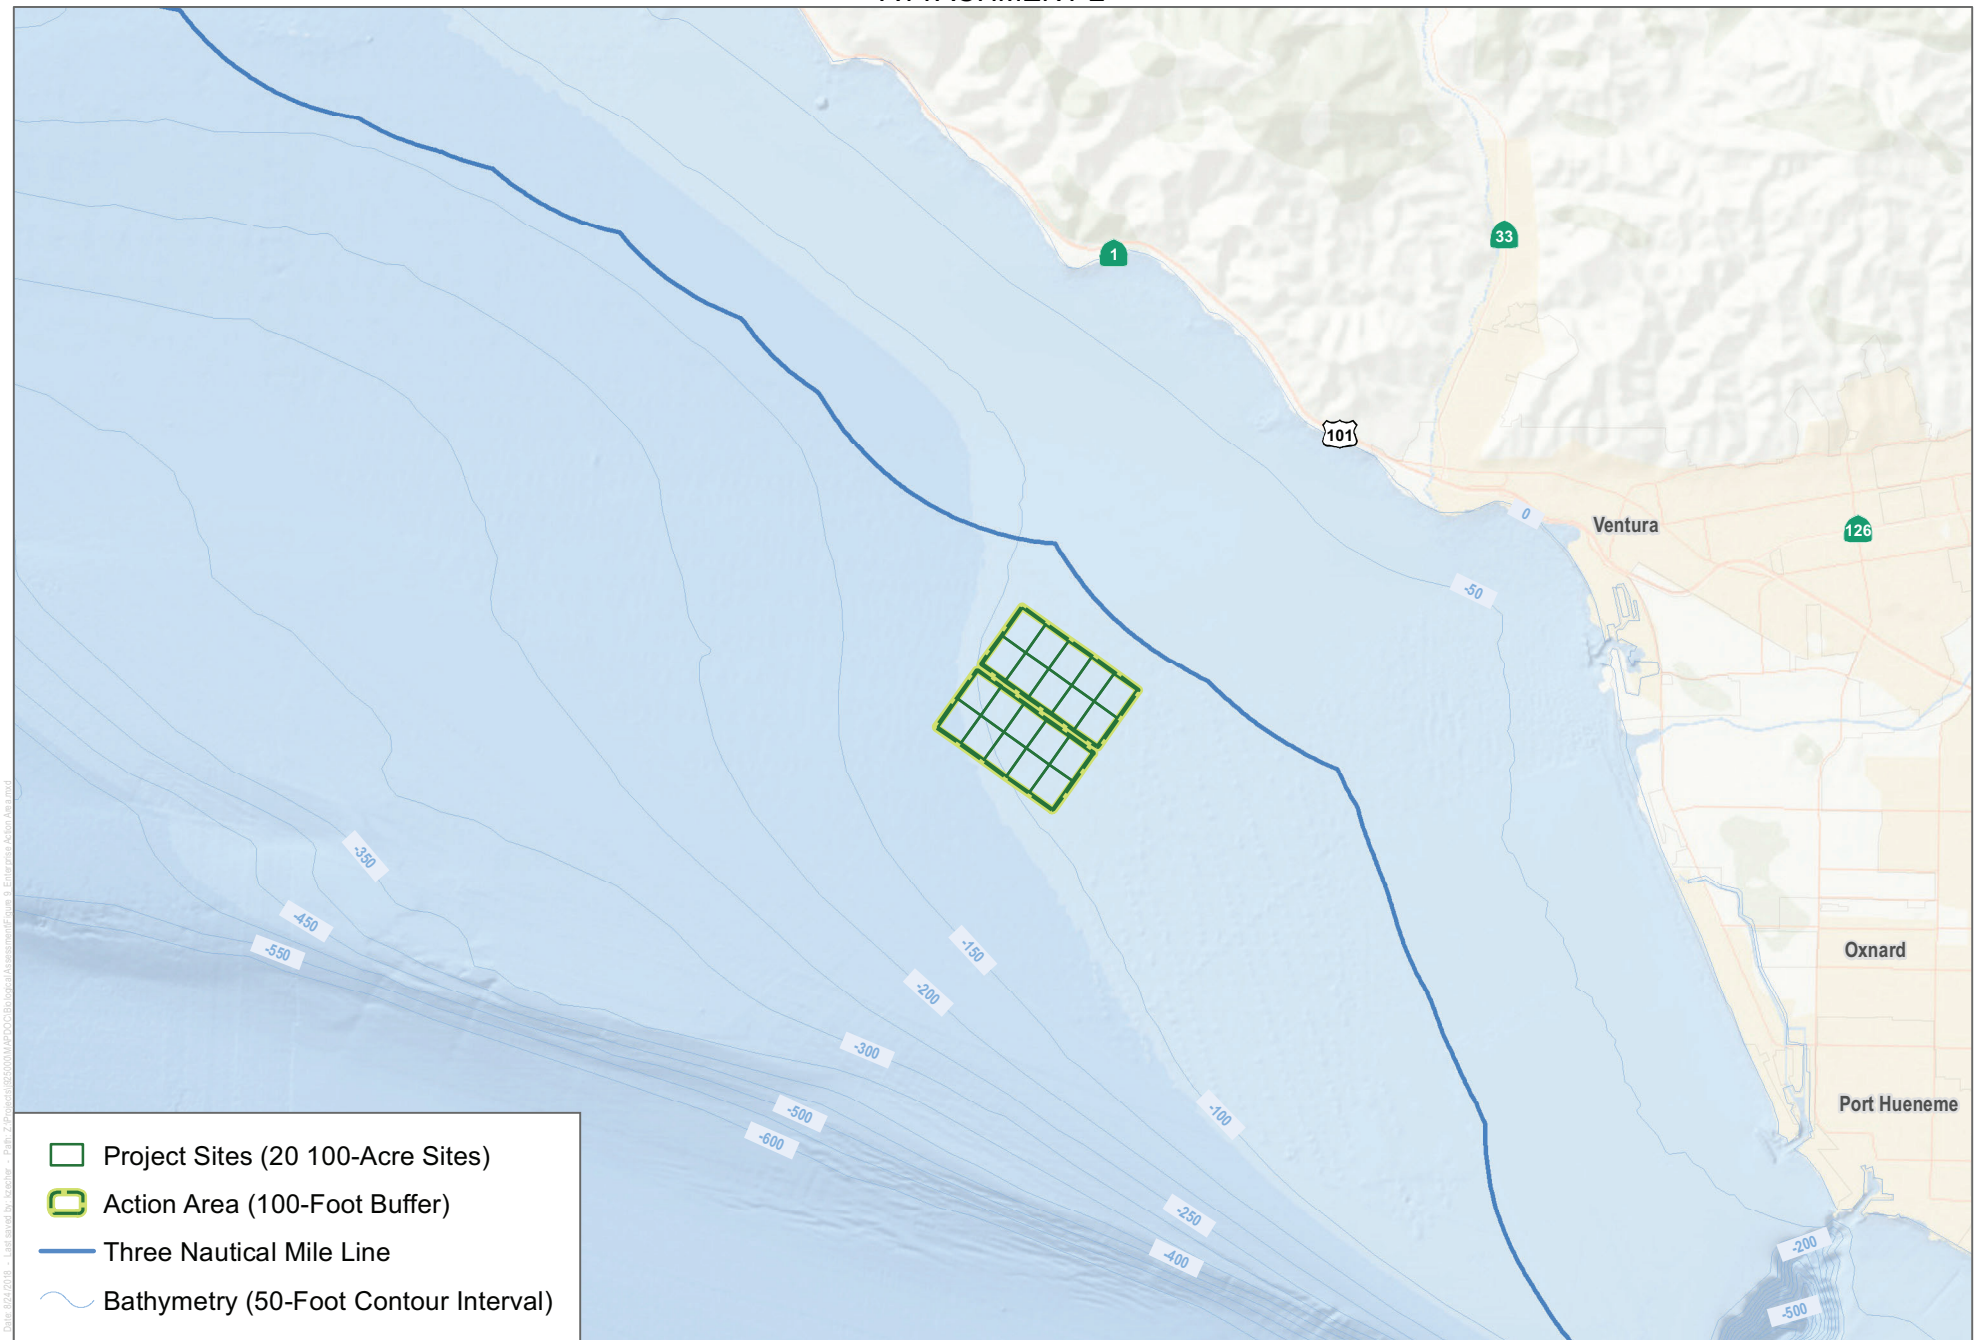 1
33
101
0
Ventura
126
-50
-350
-450
-550
-150
-200
Oxnard
-300
-100
Port Hueneme
-500
-600
-250
-400
-200
-500
Project Sites (20 100-Acre Sites)
Action Area (100-Foot Buffer)
Three Nautical Mile Line
Bathymetry (50-Foot Contour Interval)